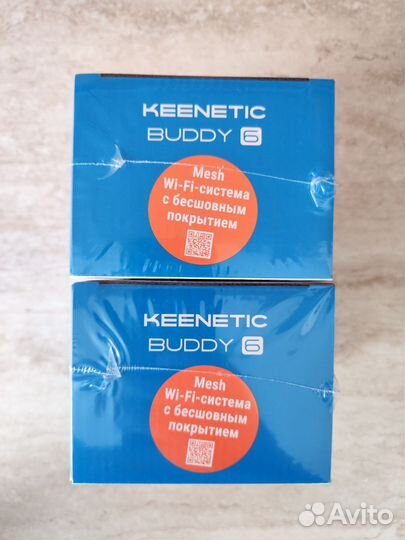 KEENETIC
BUDDY 6
Mesh
Wi-Fi-система
с бесшовным
покрытием
KEENETIC
BUDDY 6
Mesh
Wi-Fi-система
с бесшовным
покрытием
Avito